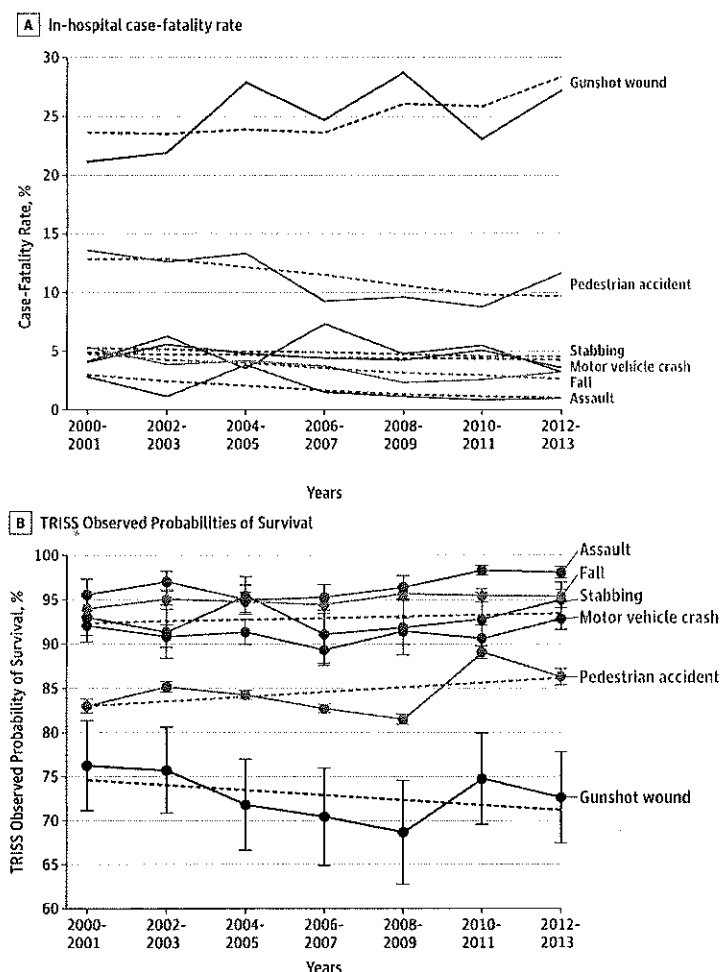 A In-hospital case-fatality rate
30
25
20
15
10
5
0
Case-Fatality Rate, %
Gunshot wound
Pedestrian accident
Stabbing
Motor vehicle crash
Fall
Assault
2000-
2001
2002-
2003
2004-
2005
2006-
2007
2008-
2009
2010-
2011
2012-
2013
Years
B TRISS Observed Probabilities of Survival
100
95
90
85
80
75
70
65
60
TRISS Observed Probability of Survival, %
Assault
Fall
Stabbing
Motor vehicle crash
Pedestrian accident
Gunshot wound
2000-
2001
2002-
2003
2004-
2005
2006-
2007
2008-
2009
2010-
2011
2012-
2013
Years